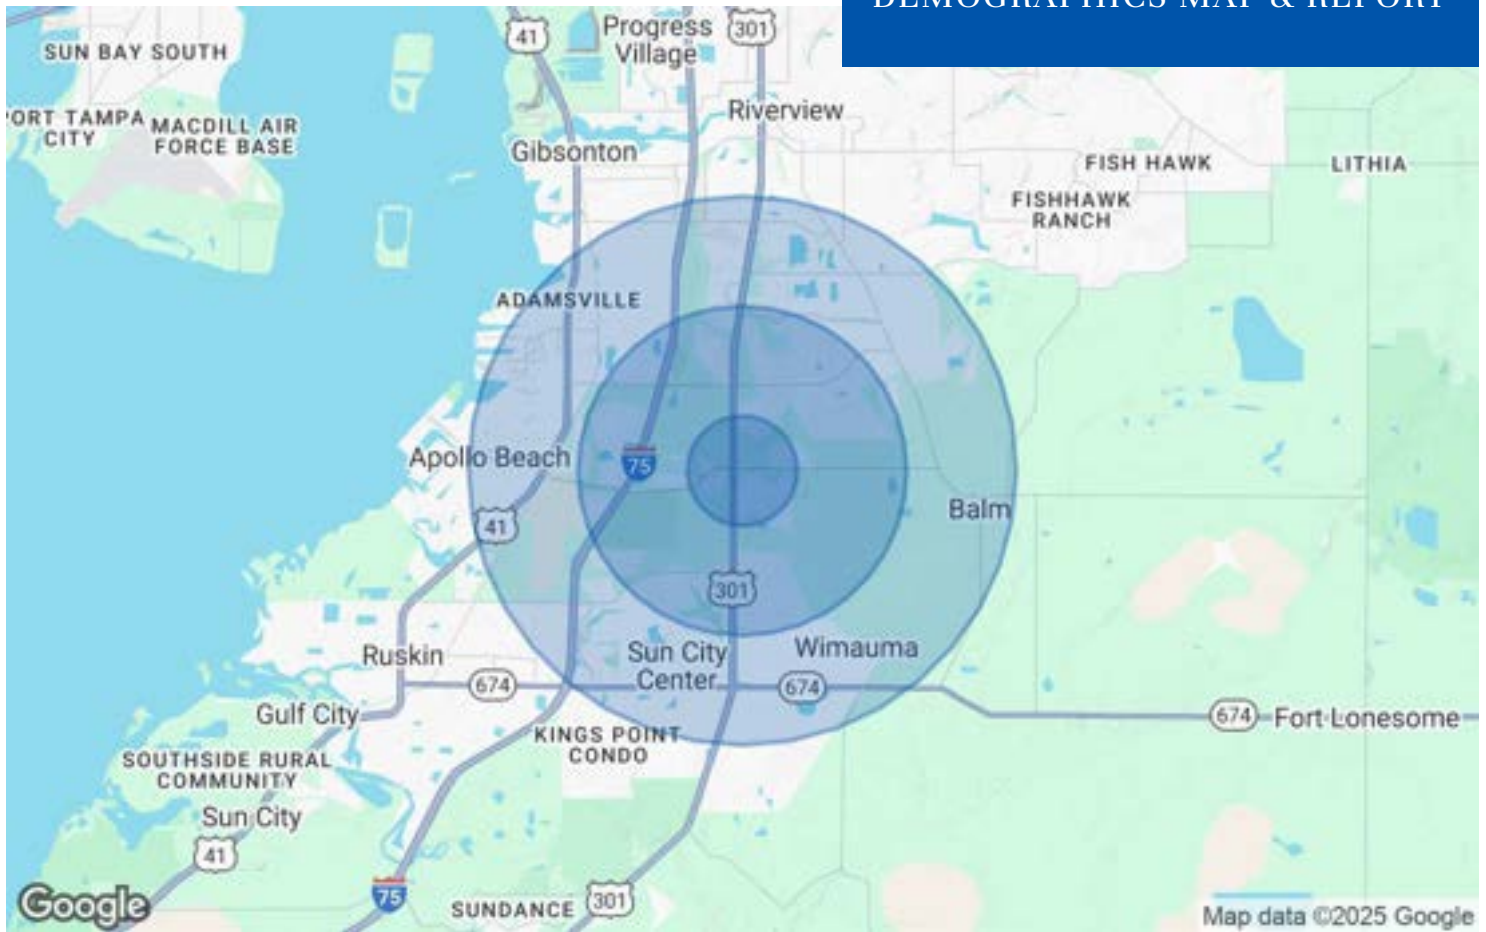 DEMOGRAPHICS MAP & REPORT
41
Progress
Village
301
SUN BAY SOUTH
Riverview
PORT TAMPA
CITY
MACDILL AIR
FORCE BASE
Gibsonton
FISH HAWK
LITHIA
FISHHAWK
RANCH
ADAMSVILLE
Apollo Beach
75
41
Balm
301
Ruskin
Sun City
Center
Wimauma
674
674
Gulf City
674
Fort Lonesome
KINGS POINT
CONDO
SOUTHSIDE RURAL
COMMUNITY
Sun City
41
75
SUNDANCE
301
Google
Map data ©2025 Google